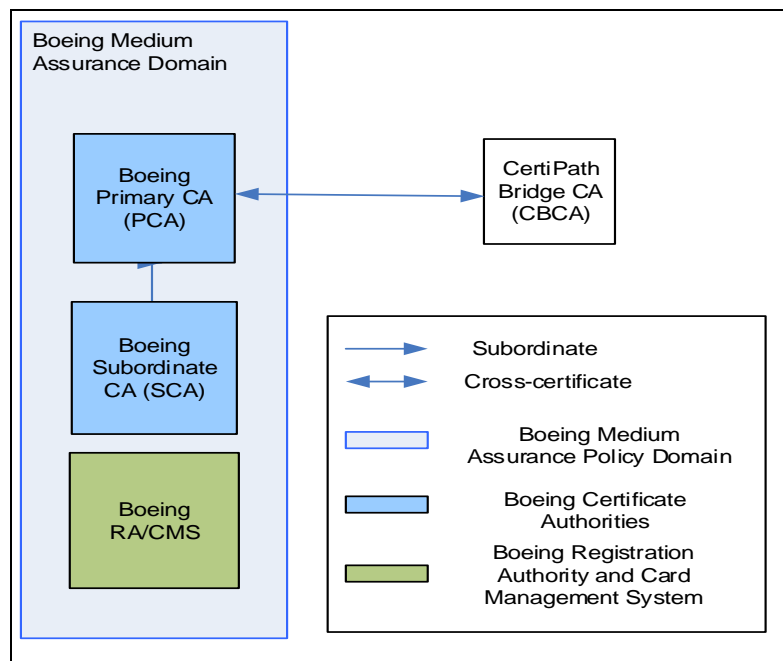 Boeing Medium
Assurance Domain
Boeing
Primary CA
(PCA)
CertiPath
Bridge CA
(CBCA)
Boeing
Subordinate
CA (SCA)
Boeing
RA/CMS
Subordinate
Cross-certificate
Boeing Medium
Assurance Policy Domain
Boeing Certificate
Authorities
Boeing Registration
Authority and Card
Management System